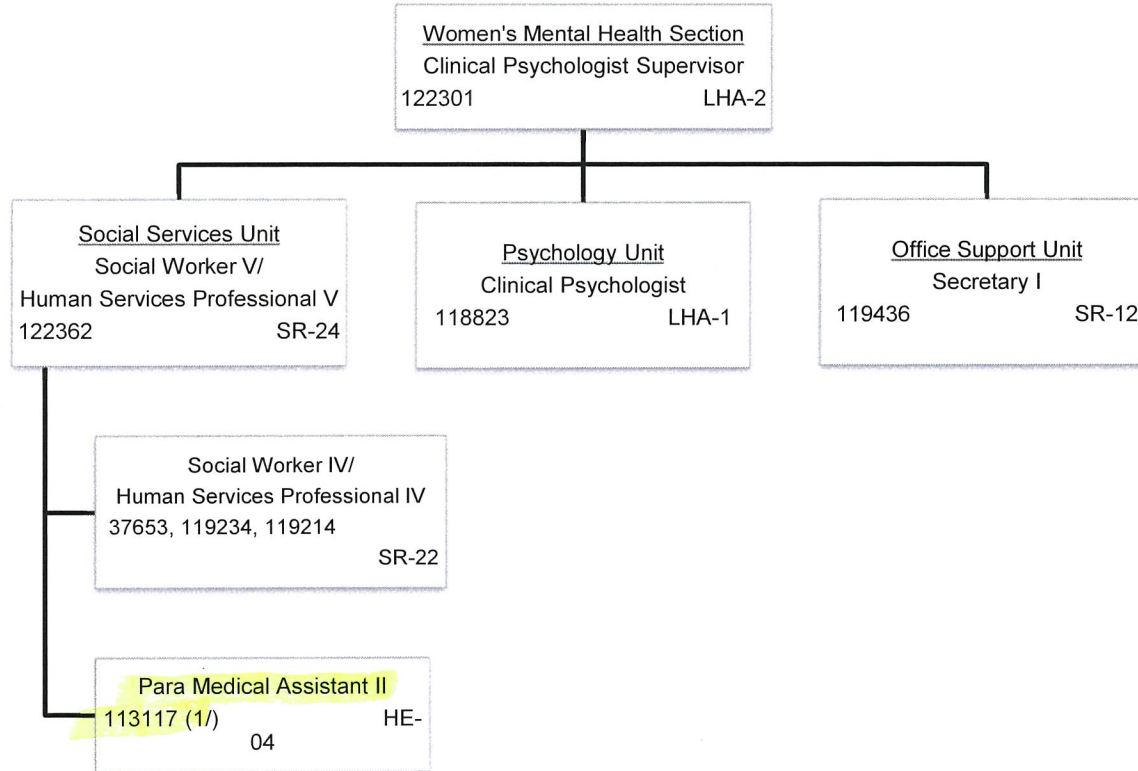 Women's Mental Health Section
Clinical Psychologist Supervisor
122301 LHA-2
Social Services Unit
Social Worker V/
Human Services Professional V
122362 SR-24
Psychology Unit
Clinical Psychologist
118823 LHA-1
Office Support Unit
Secretary I
119436 SR-12
Social Worker IV/
Human Services Professional IV
37653, 119234, 119214
SR-22
Para Medical Assistant II
113117 (1/) HE-
04